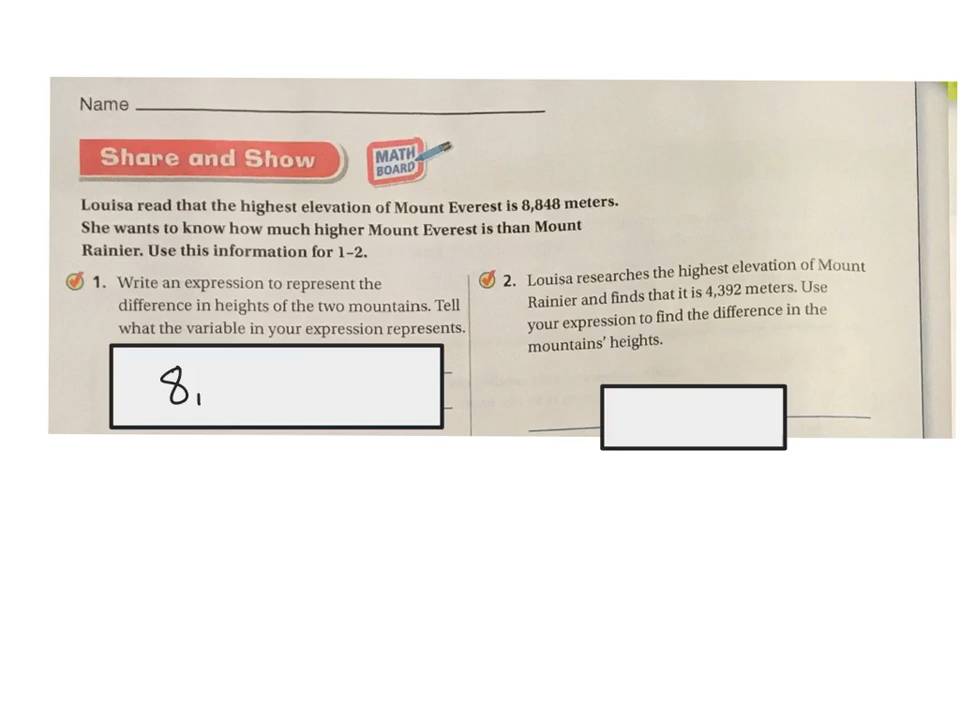 Name
Share and Show
MATH
BOARD
Louisa read that the highest elevation of Mount Everest is 8,848 meters.
She wants to know how much higher Mount Everest is than Mount
Rainier. Use this information for 1–2.
1. Write an expression to represent the
difference in heights of the two mountains. Tell
what the variable in your expression represents.
8,
2. Louisa researches the highest elevation of Mount
Rainier and finds that it is 4,392 meters. Use
your expression to find the difference in the
mountains' heights.